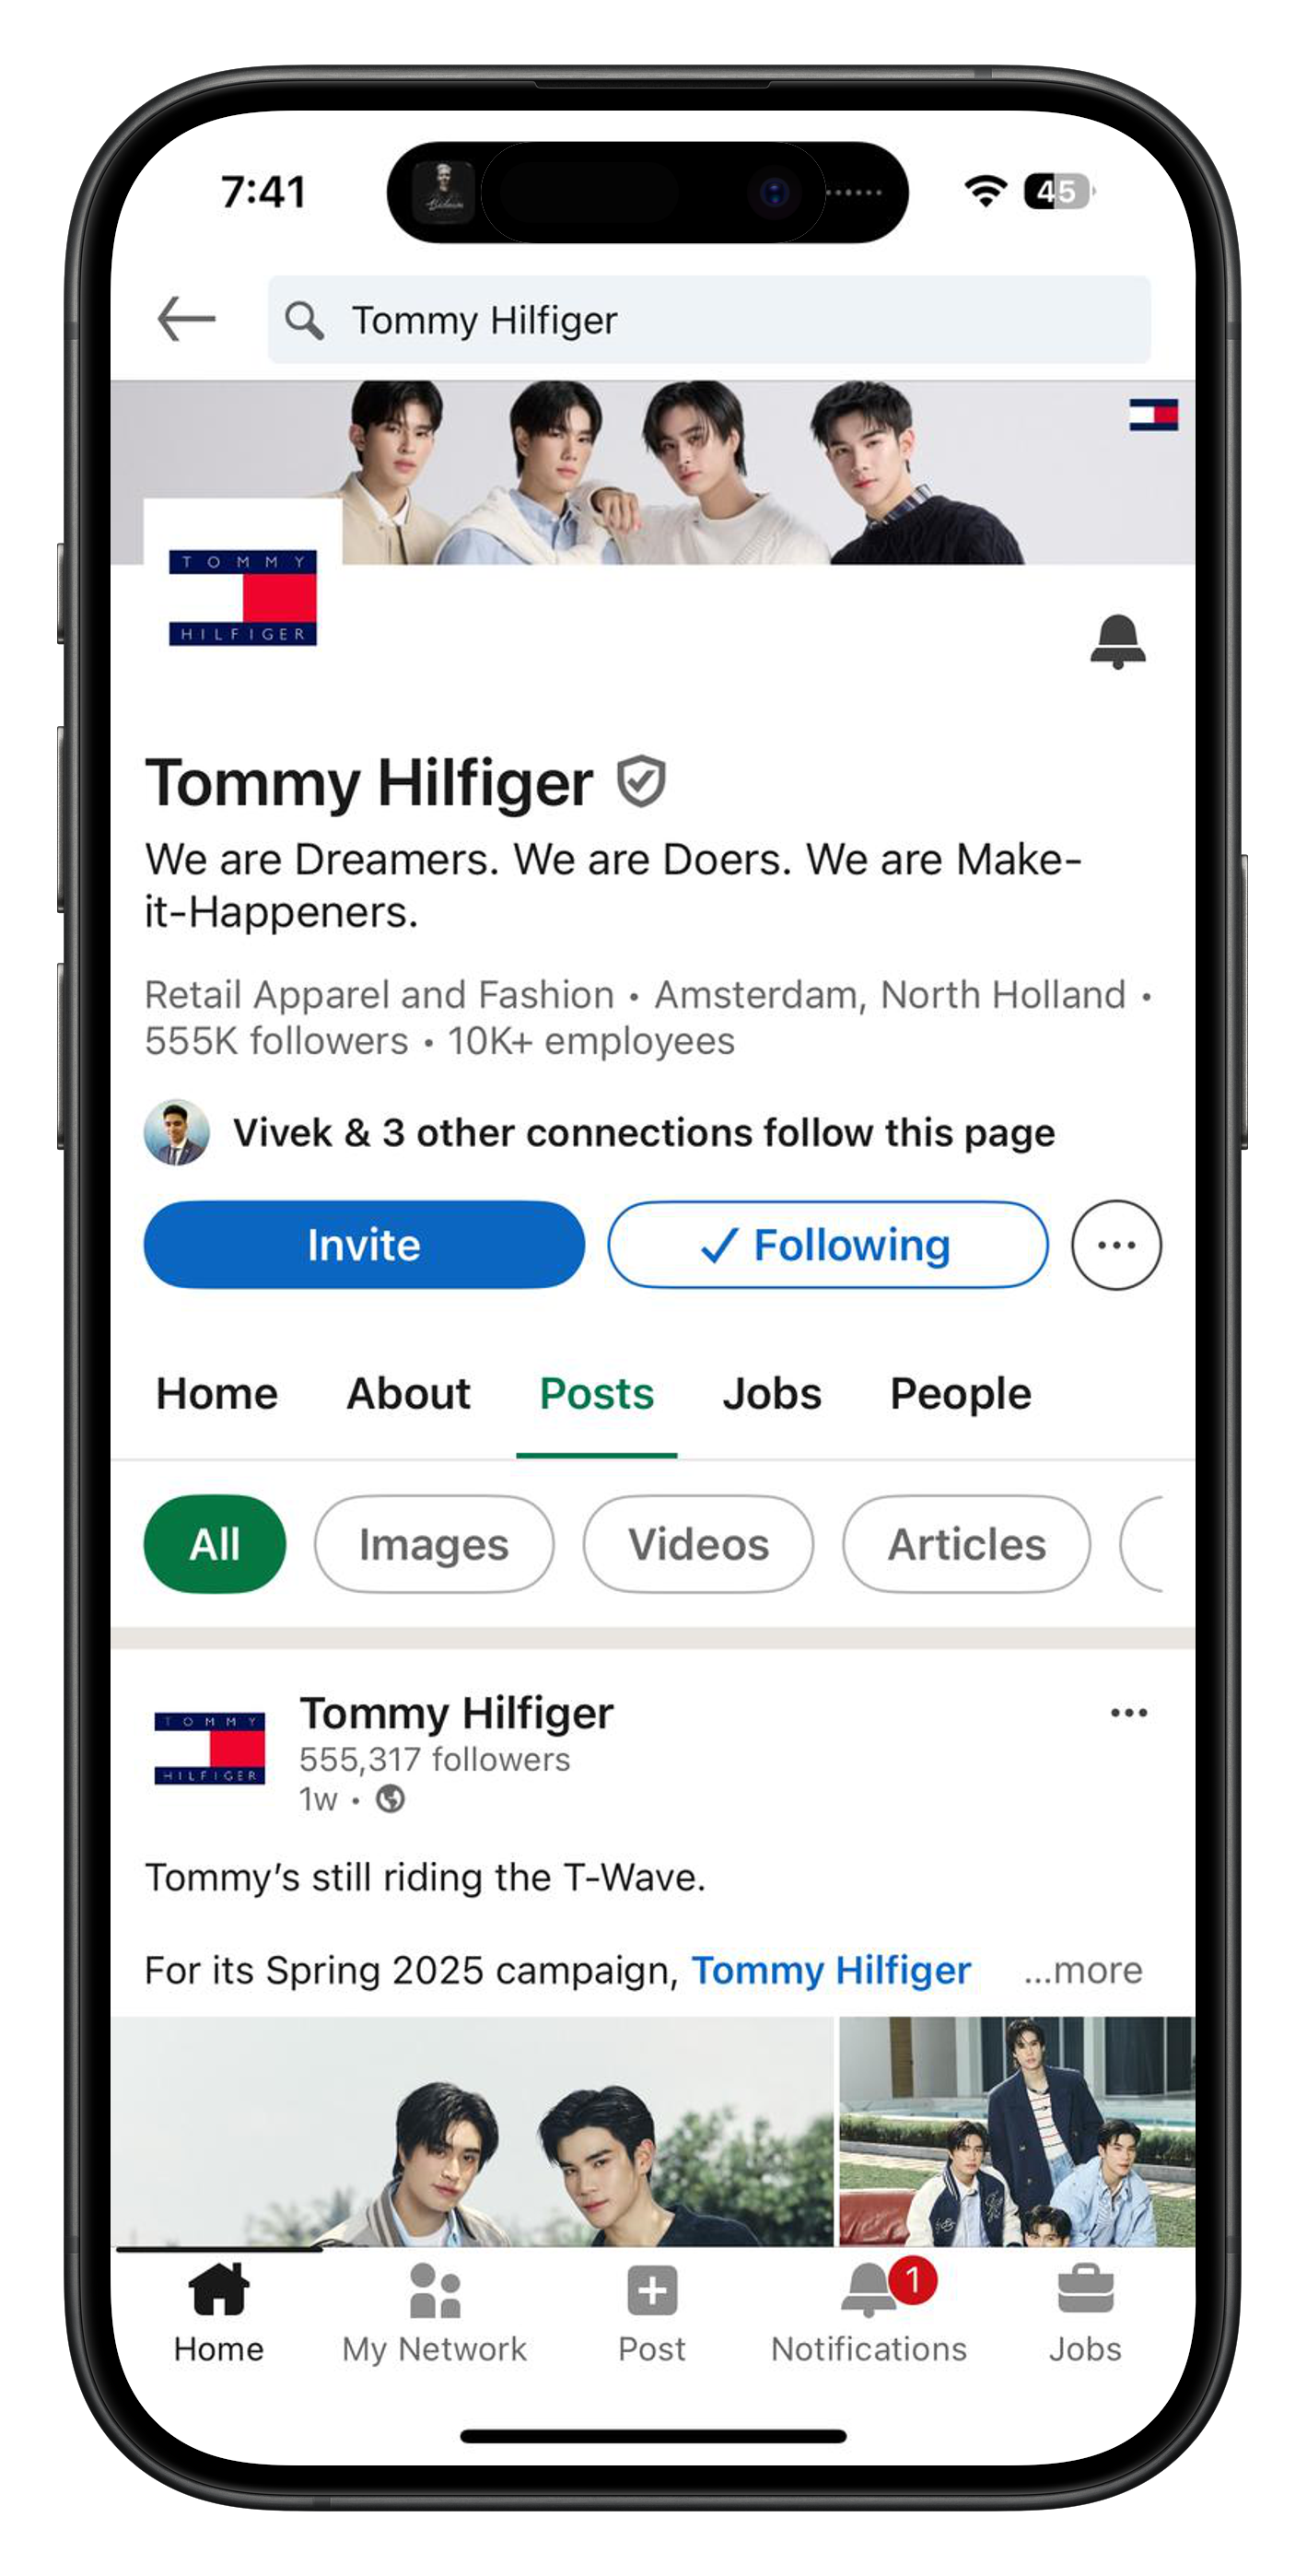 7:41
45
Tommy Hilfiger
TOMMY
HILFIGER
Tommy Hilfiger
We are Dreamers. We are Doers. We are Make-
it-Happeners.
Retail Apparel and Fashion • Amsterdam, North Holland •
555K followers • 10K+ employees
Vivek & 3 other connections follow this page
Invite
✓ Following
Home About Posts Jobs People
All Images Videos Articles
TOMMY
HILFIGER
Tommy Hilfiger
555,317 followers
1w •
Tommy’s still riding the T-Wave.
For its Spring 2025 campaign, Tommy Hilfiger ...more
1
Home My Network Post Notifications Jobs